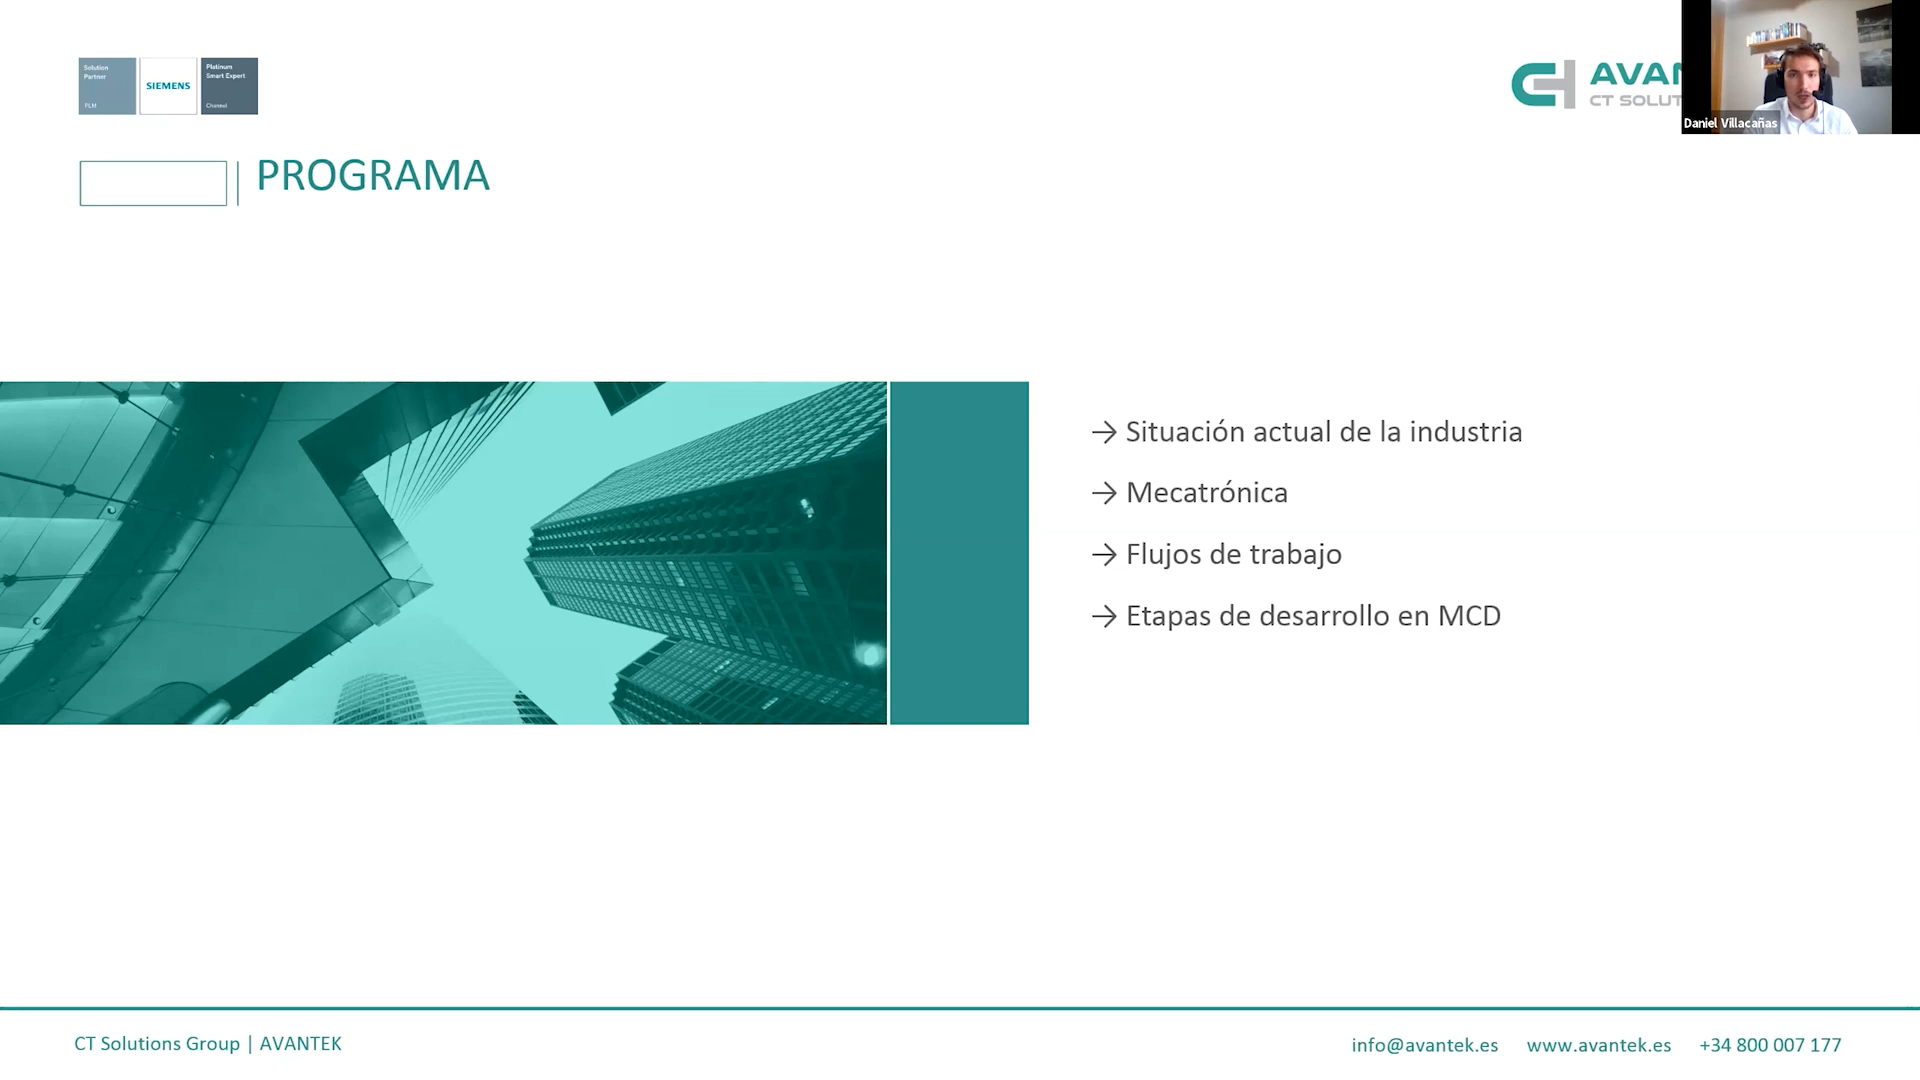 Solution
Partner
PLM
SIEMENS
Platinum
Smart Expert
Channel
AVAN
CT SOLUT
Daniel Villacañas
PROGRAMA
→ Situación actual de la industria
→ Mecatrónica
→ Flujos de trabajo
→ Etapas de desarrollo en MCD
CT Solutions Group | AVANTEK
info@avantek.es www.avantek.es +34 800 007 177